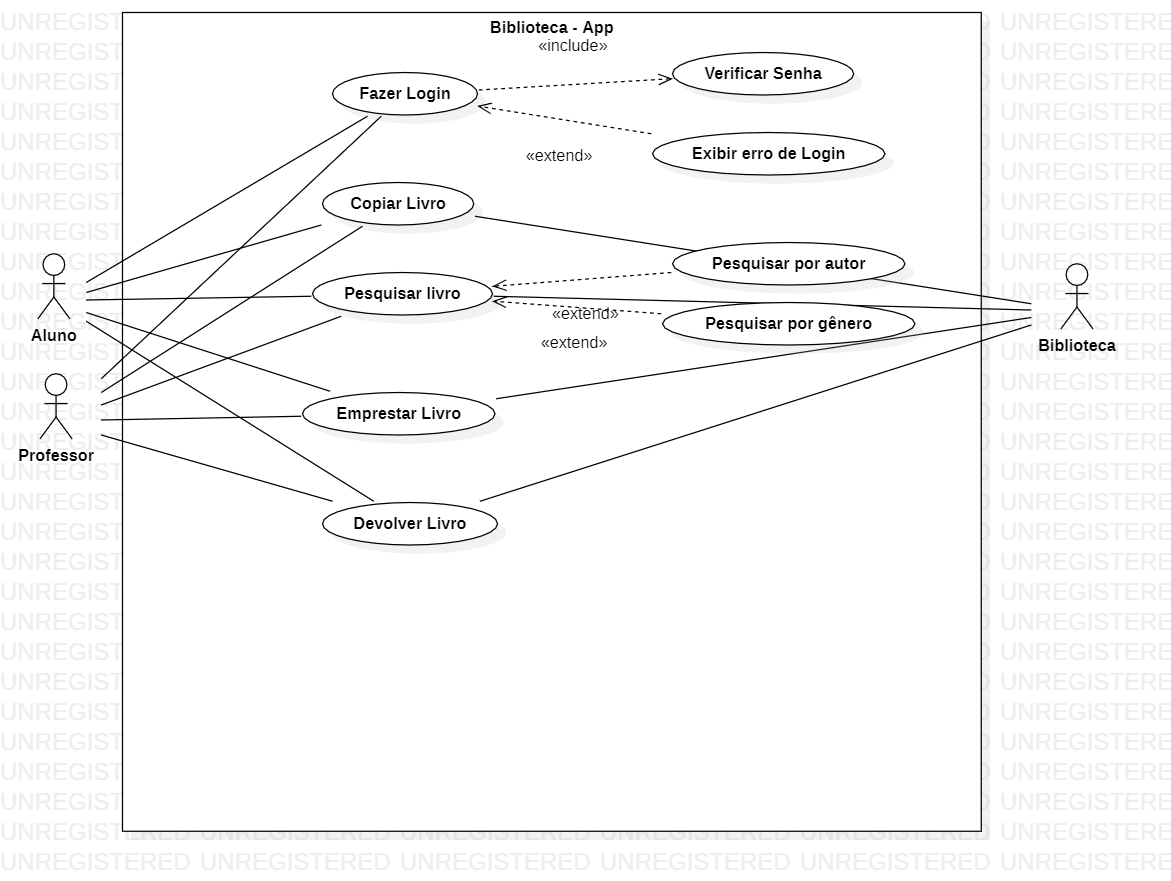 Biblioteca - App
«include»
Verificar Senha
Fazer Login
Exibir erro de Login
«extend»
Copiar Livro
Pesquisar por autor
Pesquisar livro
«extend»
Pesquisar por gênero
«extend»
Aluno
Biblioteca
Emprestar Livro
Professor
Devolver Livro
UNREGISTERED UNREGISTERED UNREGISTERED UNREGISTERED UNREGISTERED UNREGISTERE